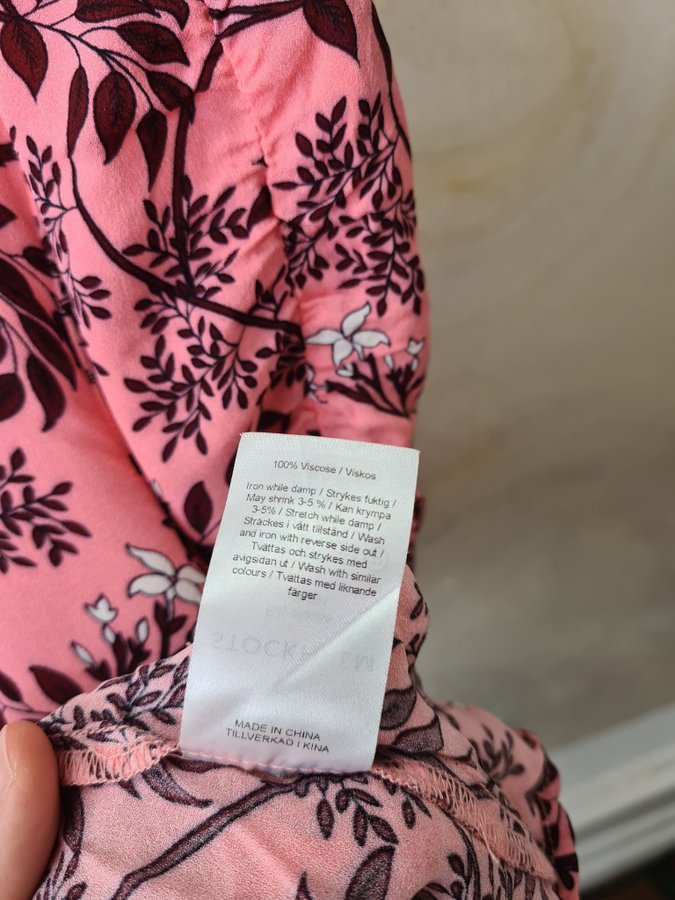 100% Viscose / Viskos
Iron while damp / Strykes fuktig /
May shrink 3-5 % / Kan krympa
3-5% / Stretch while damp /
Sträckes i vått tillstånd / Wash
and iron with reverse side out /
Tvättas och strykes med
avigsidan ut / Wash with similar
colours / Tvättas med liknande
färger
STOCKHOLM
MADE IN CHINA
TILLVERKAD I KINA